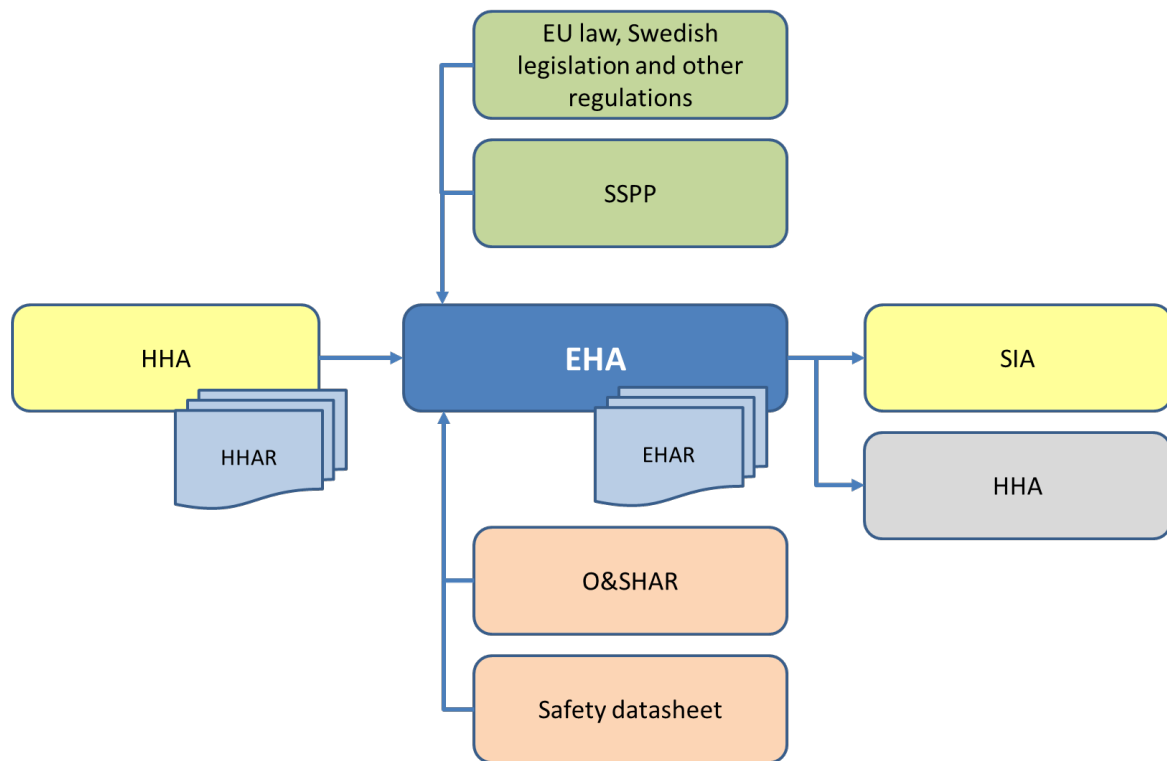 EU law, Swedish
legislation and other
regulations
SSPP
HHA
HHAR
EHA
EHAR
SIA
HHA
O&SHAR
Safety datasheet